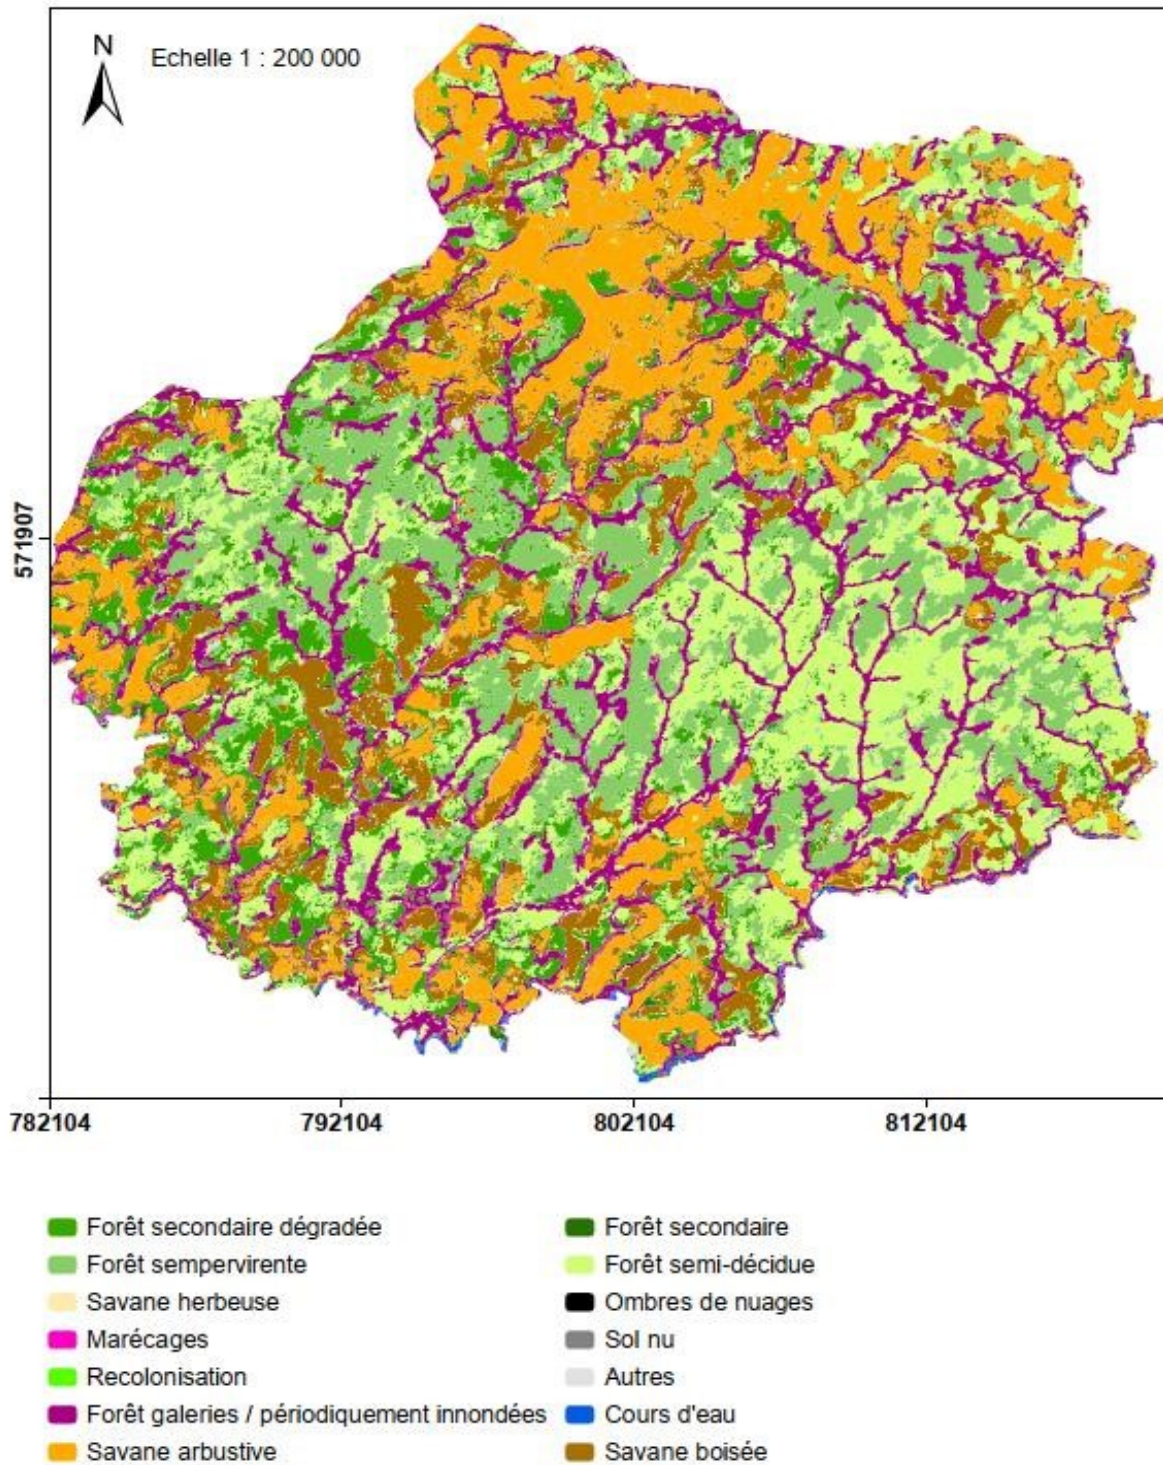 N
Echelle 1 : 200 000
571907
782104 792104 802104 812104
Forêt secondaire dégradée Forêt secondaire
Forêt sempervirente Forêt semi-décidue
Savane herbeuse Ombres de nuages
Marécages Sol nu
Recolonisation Autres
Forêt galeries / périodiquement innondées Cours d'eau
Savane arbustive Savane boisée